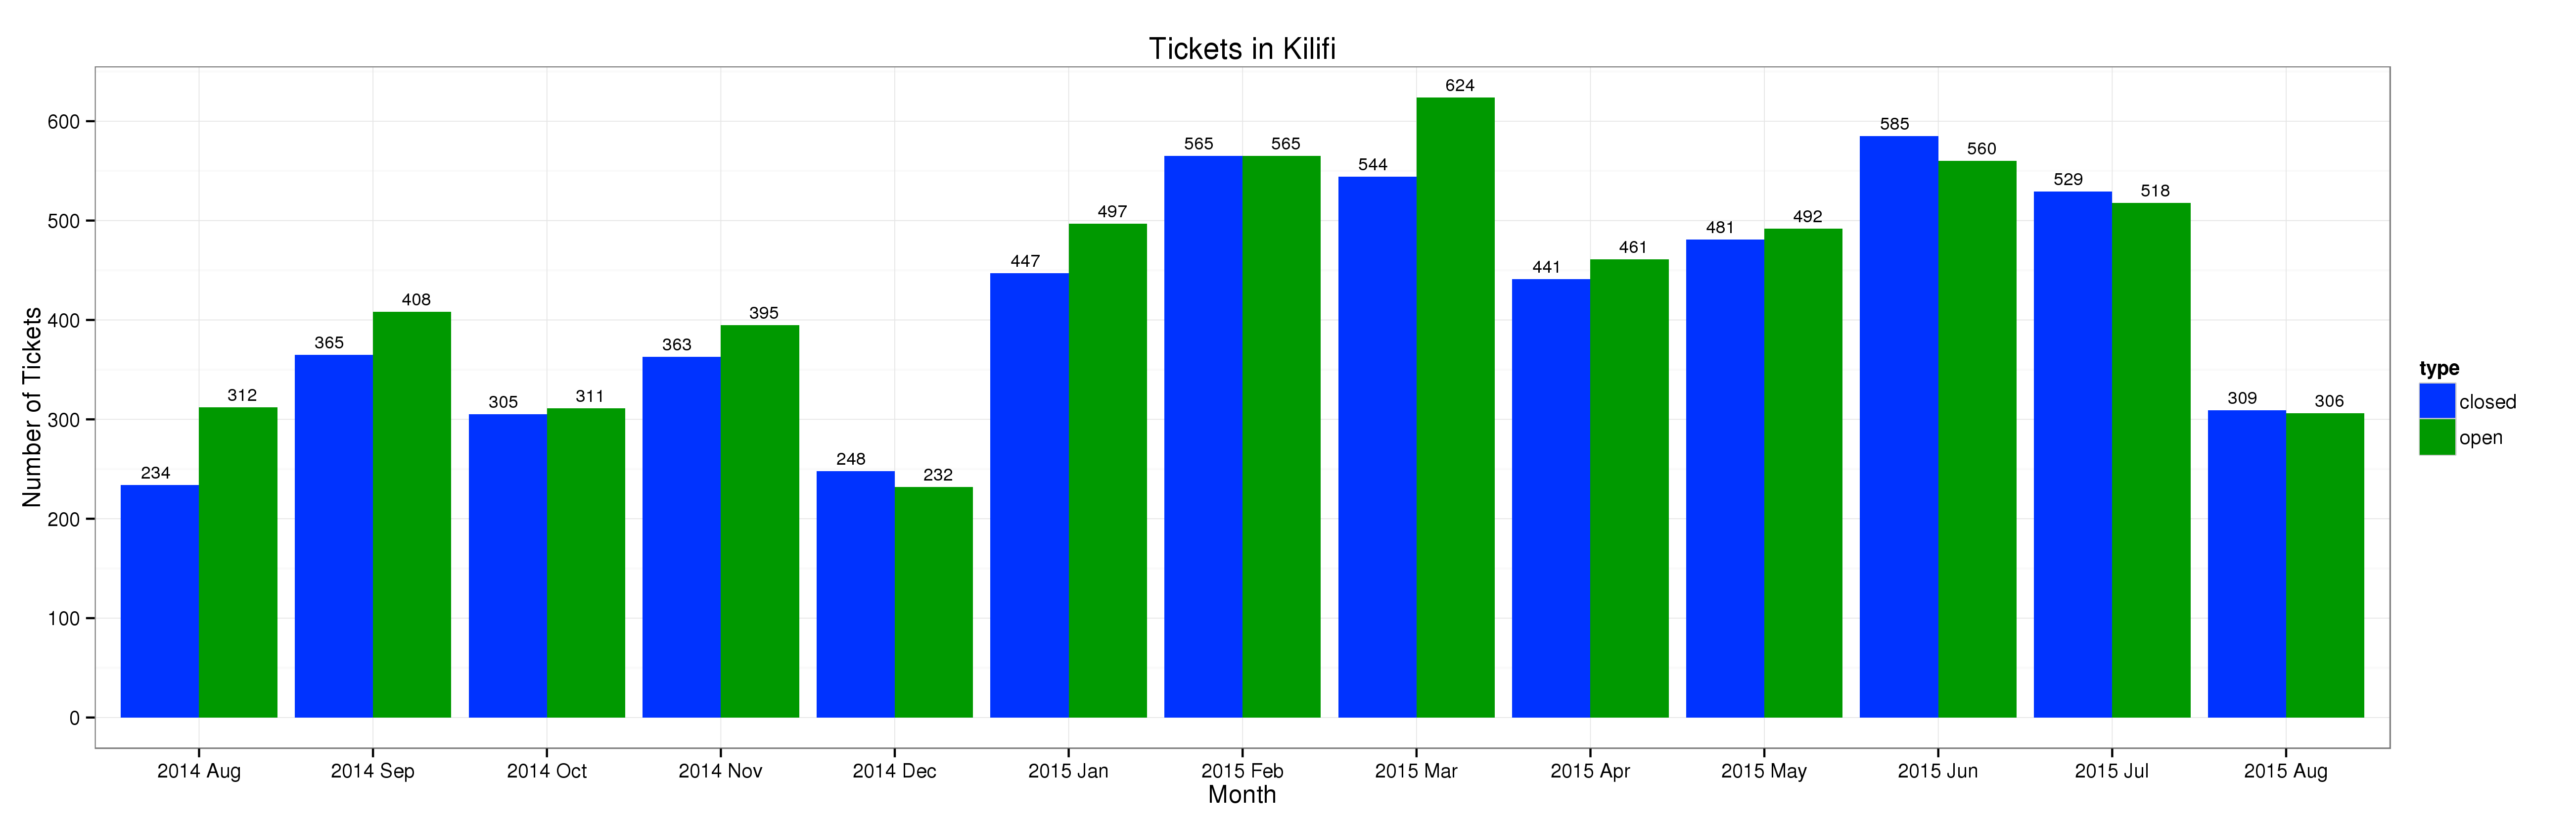 Tickets in Kilifi
Number of Tickets
600
500
400
300
200
100
0
234 312
365 408
305 311
363 395
248 232
447 497
565 565
544 624
441 461
481 492
585 560
529 518
309 306
2014 Aug 2014 Sep 2014 Oct 2014 Nov 2014 Dec 2015 Jan 2015 Feb 2015 Mar 2015 Apr 2015 May 2015 Jun 2015 Jul 2015 Aug
Month
type
closed
open